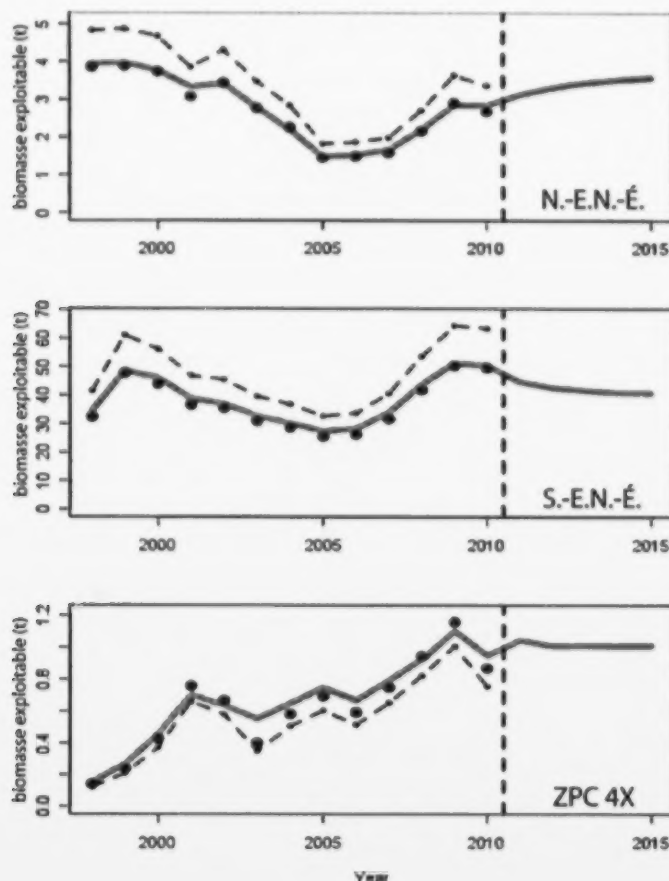 biomasse exploitable (t)
0 1 2 3 4 5
N.-E.N.-É.
2000 2005 2010 2015
biomasse exploitable (t)
0 10 20 30 40 50 60 70
S.-E.N.-É.
2000 2005 2010 2015
biomasse exploitable (t)
0.0 0.4 0.8 1.2
ZPC 4X
2000 2005 2010 2015
Year